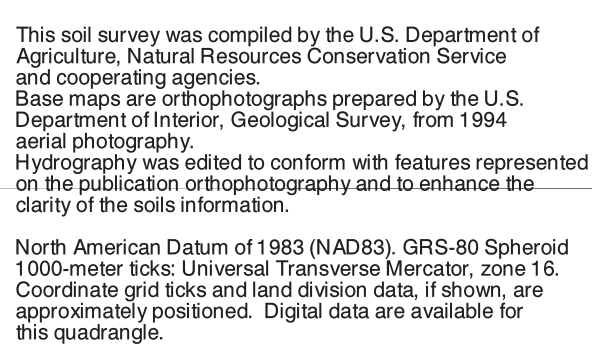 This soil survey was compiled by the U.S. Department of
Agriculture, Natural Resources Conservation Service
and cooperating agencies.
Base maps are orthophotographs prepared by the U.S.
Department of Interior, Geological Survey, from 1994
aerial photography.
Hydrography was edited to conform with features represented
on the publication orthophotography and to enhance the
clarity of the soils information.
North American Datum of 1983 (NAD83). GRS-80 Spheroid
1000-meter ticks: Universal Transverse Mercator, zone 16.
Coordinate grid ticks and land division data, if shown, are
approximately positioned.  Digital data are available for
this quadrangle.